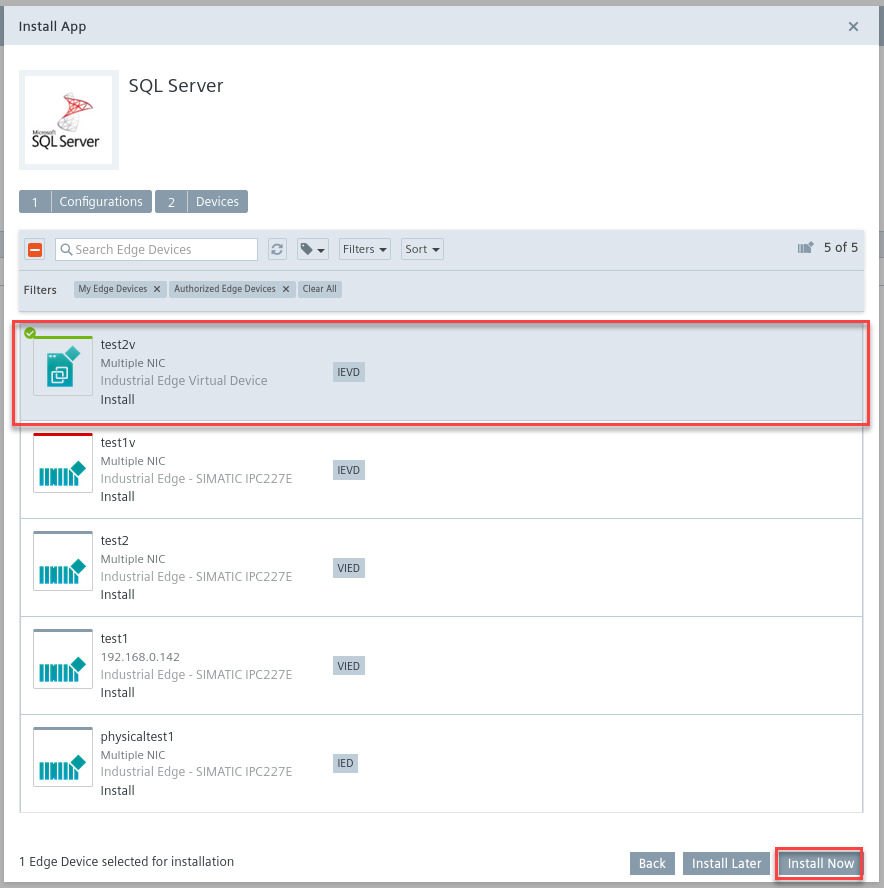 Install App
SQL Server
Microsoft
SQL Server
1 Configurations 2 Devices
Search Edge Devices Filters Sort 5 of 5
Filters My Edge Devices Authorized Edge Devices Clear All
test2v
Multiple NIC
Industrial Edge Virtual Device
Install
IEVD
test1v
Multiple NIC
Industrial Edge - SIMATIC IPC227E
Install
IEVD
test2
Multiple NIC
Industrial Edge - SIMATIC IPC227E
Install
VIED
test1
192.168.0.142
Industrial Edge - SIMATIC IPC227E
Install
VIED
physicaltest1
Multiple NIC
Industrial Edge - SIMATIC IPC227E
Install
IED
1 Edge Device selected for installation Back Install Later Install Now